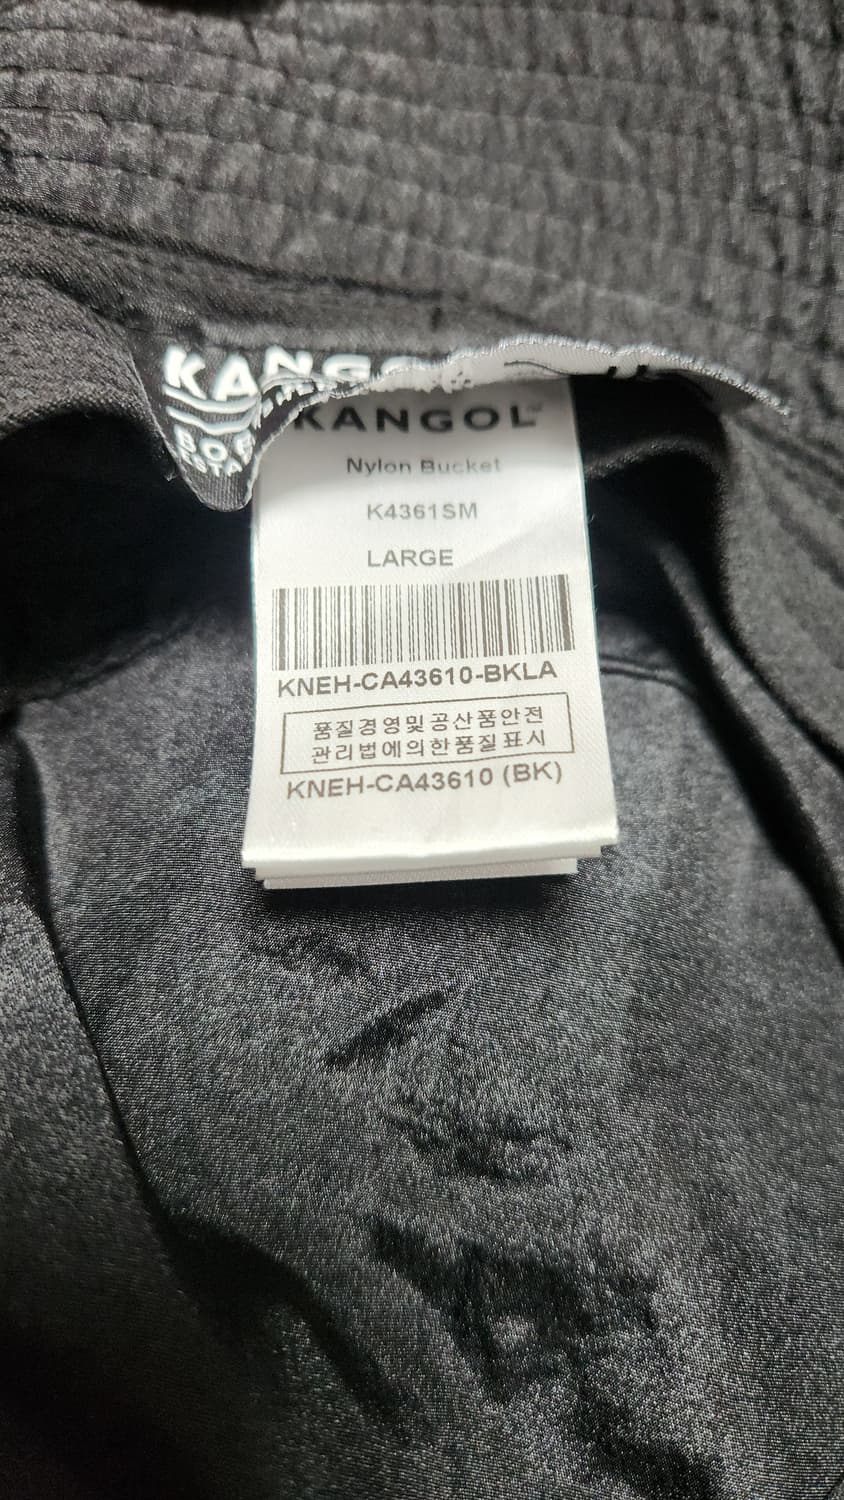 KANGOL
Nylon Bucket
K4361SM
LARGE
KNEH-CA43610-BKLA
품질경영및공산품안전
관리법에의한품질표시
KNEH-CA43610 (BK)